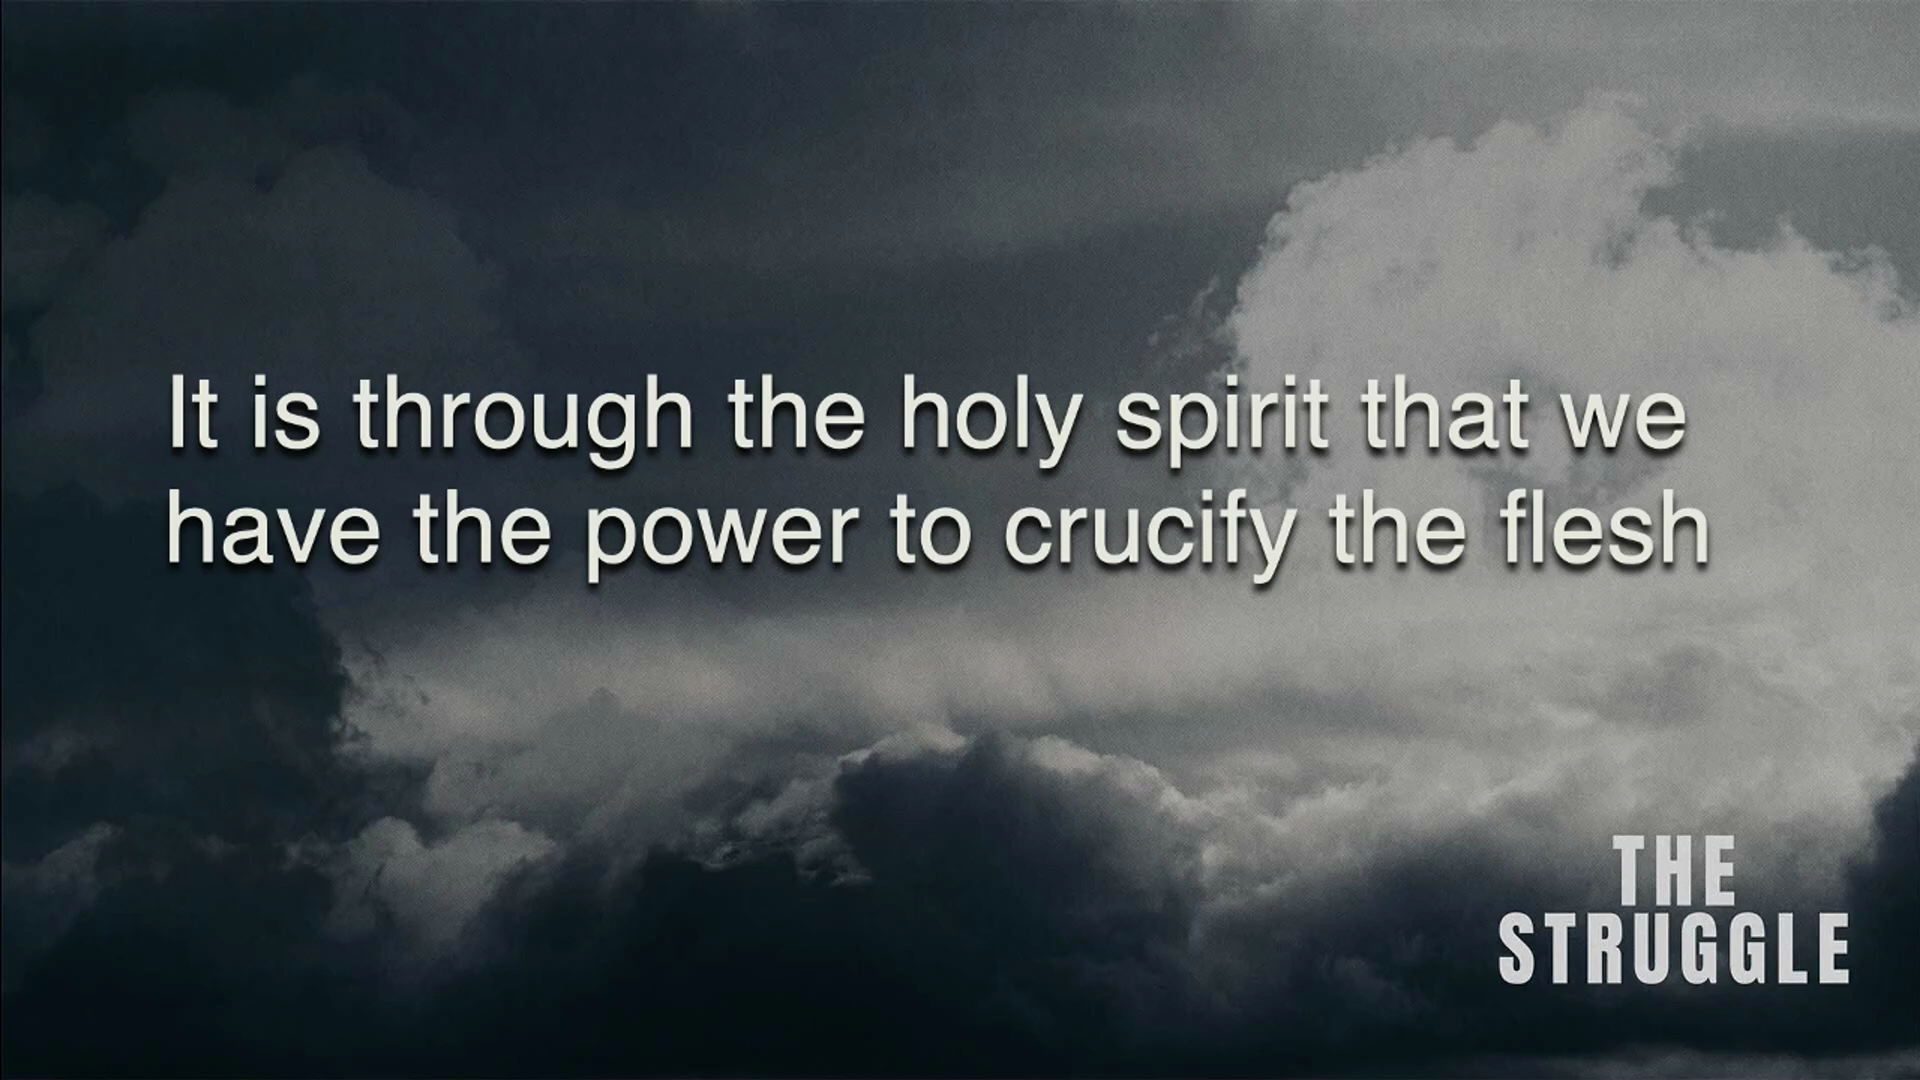 It is through the holy spirit that we
have the power to crucify the flesh
THE
STRUGGLE